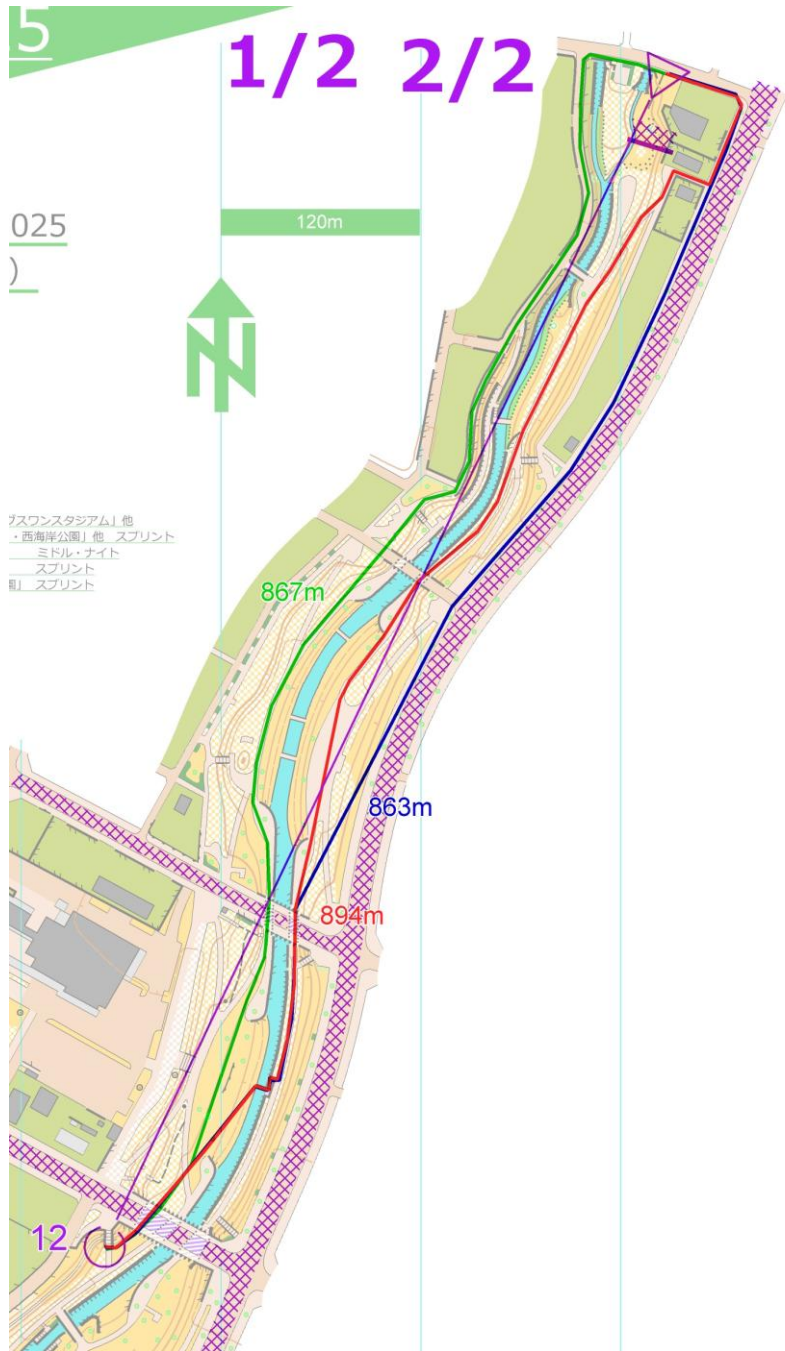 5
1/2 2/2
025
)
120m
プスワンスタジアム」他
・西海岸公園」他 スプリント
ミドル・ナイト
スプリント
園」 スプリント
867m
863m
894m
12